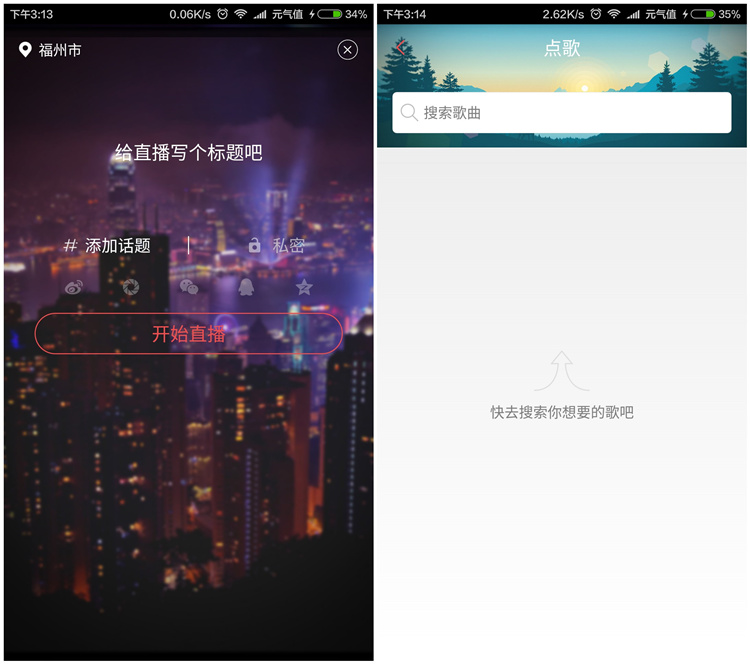 下午3:13
0.06K/s
元气值
34%
福州市
给直播写个标题吧
# 添加话题
私密
开始直播
下午3:14
2.62K/s
元气值
35%
点歌
搜索歌曲
快去搜索你想要的歌吧